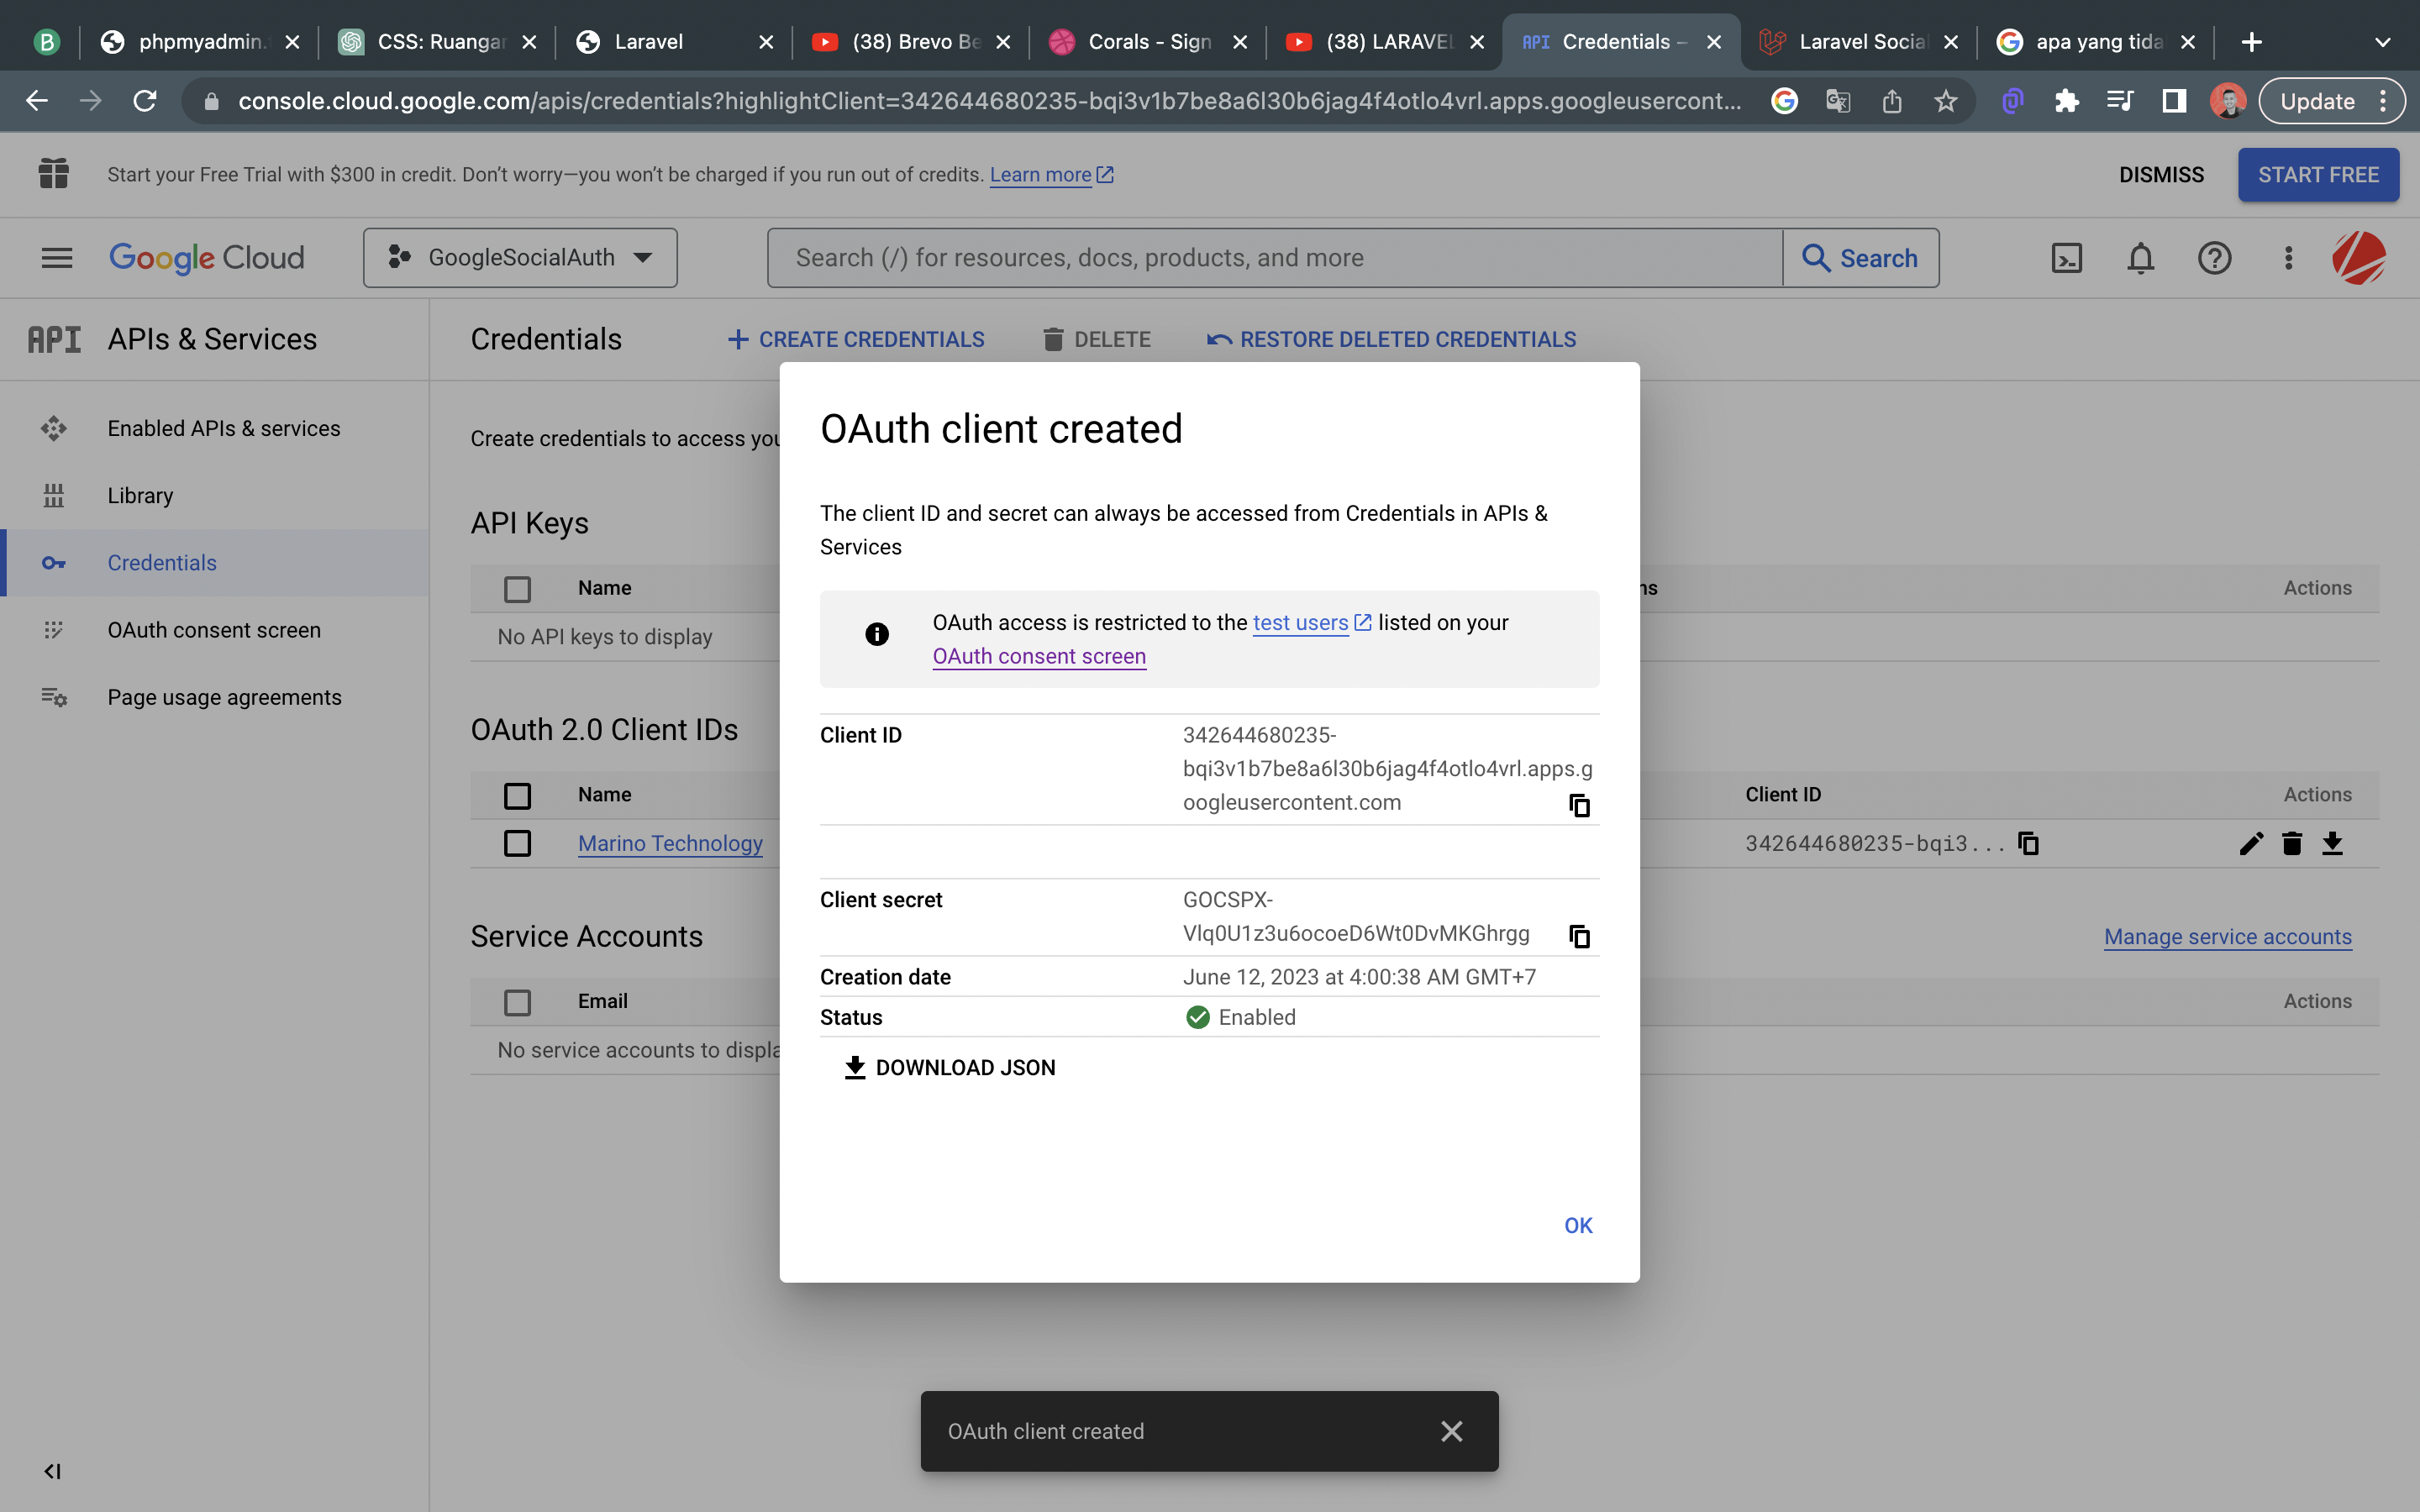 B
phpmyadmin.
CSS: Ruangan
Laravel
(38) Brevo Be
Corals - Sign
(38) LARAVEL
API Credentials –
Laravel Social
apa yang tida
console.cloud.google.com/apis/credentials?highlightClient=342644680235-bqi3v1b7be8a6l30b6jag4f4otlo4vrl.apps.googleusercont...
Update
Start your Free Trial with $300 in credit. Don't worry—you won't be charged if you run out of credits. Learn more
DISMISS
START FREE
Google Cloud
GoogleSocialAuth
Search (/) for resources, docs, products, and more
Search
API APIs & Services
Enabled APIs & services
Library
Credentials
OAuth consent screen
Page usage agreements
Credentials
CREATE CREDENTIALS
DELETE
RESTORE DELETED CREDENTIALS
Create credentials to access you
API Keys
Name
Actions
No API keys to display
OAuth 2.0 Client IDs
Name
Client ID
Actions
Marino Technology
342644680235-bqi3...
Service Accounts
Manage service accounts
Email
Actions
No service accounts to displa
OAuth client created
The client ID and secret can always be accessed from Credentials in APIs &
Services
OAuth access is restricted to the test users listed on your
OAuth consent screen
Client ID
342644680235-
bqi3v1b7be8a6l30b6jag4f4otlo4vrl.apps.g
oogleusercontent.com
Client secret
GOCSPX-
Vlq0U1z3u6ocoeD6Wt0DvMKGhrgg
Creation date
June 12, 2023 at 4:00:38 AM GMT+7
Status
Enabled
DOWNLOAD JSON
OK
OAuth client created